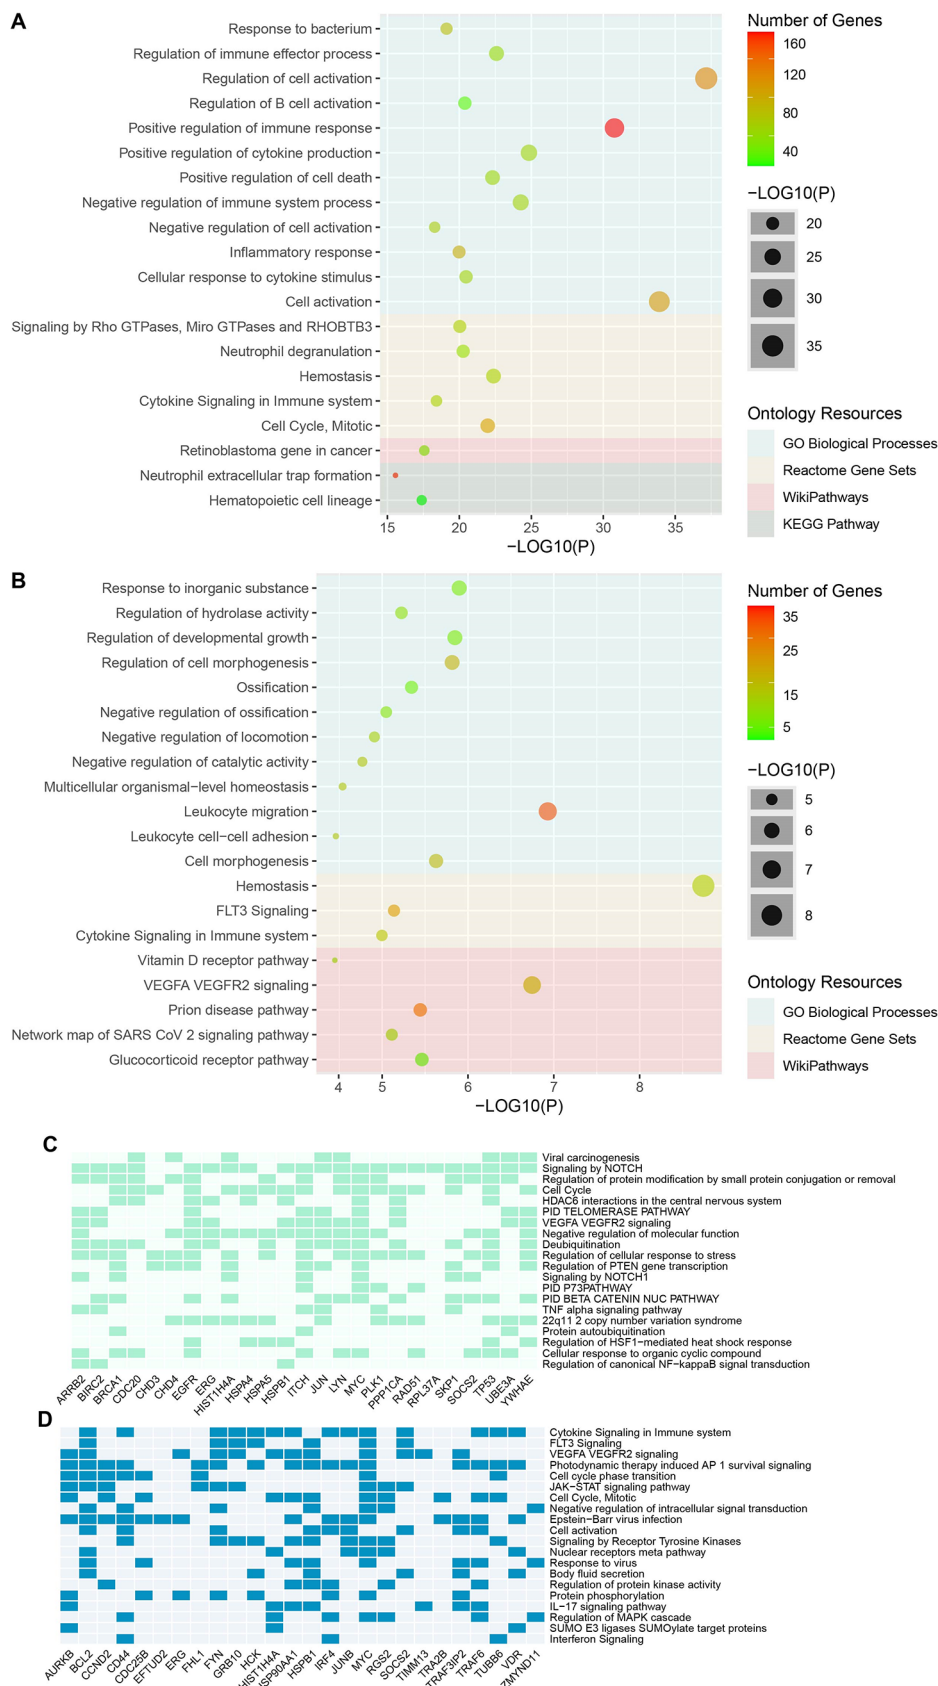 A
Response to bacterium
Regulation of immune effector process
Regulation of cell activation
Regulation of B cell activation
Positive regulation of immune response
Positive regulation of cytokine production
Positive regulation of cell death
Negative regulation of immune system process
Negative regulation of cell activation
Inflammatory response
Cellular response to cytokine stimulus
Cell activation
Signaling by Rho GTPases, Miro GTPases and RHOBTB3
Neutrophil degranulation
Hemostasis
Cytokine Signaling in Immune system
Cell Cycle, Mitotic
Retinoblastoma gene in cancer
Neutrophil extracellular trap formation
Hematopoietic cell lineage
15 20 25 30 35
−LOG10(P)
Number of Genes
160
120
80
40
−LOG10(P)
20
25
30
35
Ontology Resources
GO Biological Processes
Reactome Gene Sets
WikiPathways
KEGG Pathway
B
Response to inorganic substance
Regulation of hydrolase activity
Regulation of developmental growth
Regulation of cell morphogenesis
Ossification
Negative regulation of ossification
Negative regulation of locomotion
Negative regulation of catalytic activity
Multicellular organismal−level homeostasis
Leukocyte migration
Leukocyte cell−cell adhesion
Cell morphogenesis
Hemostasis
FLT3 Signaling
Cytokine Signaling in Immune system
Vitamin D receptor pathway
VEGFA VEGFR2 signaling
Prion disease pathway
Network map of SARS CoV 2 signaling pathway
Glucocorticoid receptor pathway
4 5 6 7 8
−LOG10(P)
Number of Genes
35
25
15
5
−LOG10(P)
5
6
7
8
Ontology Resources
GO Biological Processes
Reactome Gene Sets
WikiPathways
C
Viral carcinogenesis
Signaling by NOTCH
Regulation of protein modification by small protein conjugation or removal
Cell Cycle
HDAC6 interactions in the central nervous system
PID TELOMERASE PATHWAY
VEGFA VEGFR2 signaling
Negative regulation of molecular function
Deubiquitination
Regulation of cellular response to stress
Regulation of PTEN gene transcription
Signaling by NOTCH1
PID P73PATHWAY
PID BETA CATENIN NUC PATHWAY
TNF alpha signaling pathway
22q11 2 copy number variation syndrome
Protein autoubiquitination
Regulation of HSF1−mediated heat shock response
Cellular response to organic cyclic compound
Regulation of canonical NF−kappaB signal transduction
ARRB2 BIRC2 BRCA1 CDC20 CHD3 CHD4 EGFR ERG HIST1H4A HSPA4 HSPA5 HSPB1 ITCH JUN LYN MYC PLK1 PPP1CA RAD51 RPL37A SKP1 SOCS2 TP53 UBE3A YWHAE
D
Cytokine Signaling in Immune system
FLT3 Signaling
VEGFA VEGFR2 signaling
Photodynamic therapy induced AP 1 survival signaling
Cell cycle phase transition
JAK−STAT signaling pathway
Cell Cycle, Mitotic
Negative regulation of intracellular signal transduction
Epstein−Barr virus infection
Cell activation
Signaling by Receptor Tyrosine Kinases
Nuclear receptors meta pathway
Response to virus
Body fluid secretion
Regulation of protein kinase activity
Protein phosphorylation
IL−17 signaling pathway
Regulation of MAPK cascade
SUMO E3 ligases SUMOylate target proteins
Interferon Signaling
AURKB BCL2 CCND2 CD44 CDC25B EFTUD2 ERG FHL1 FYN GRB10 HCK HIST1H4A HSP90AA1 HSPB1 IRF4 JUNB MYC RGS2 SOCS2 TIMM13 TRA2B TRAF3IP2 TRAF6 TUBB6 VDR ZMYND11